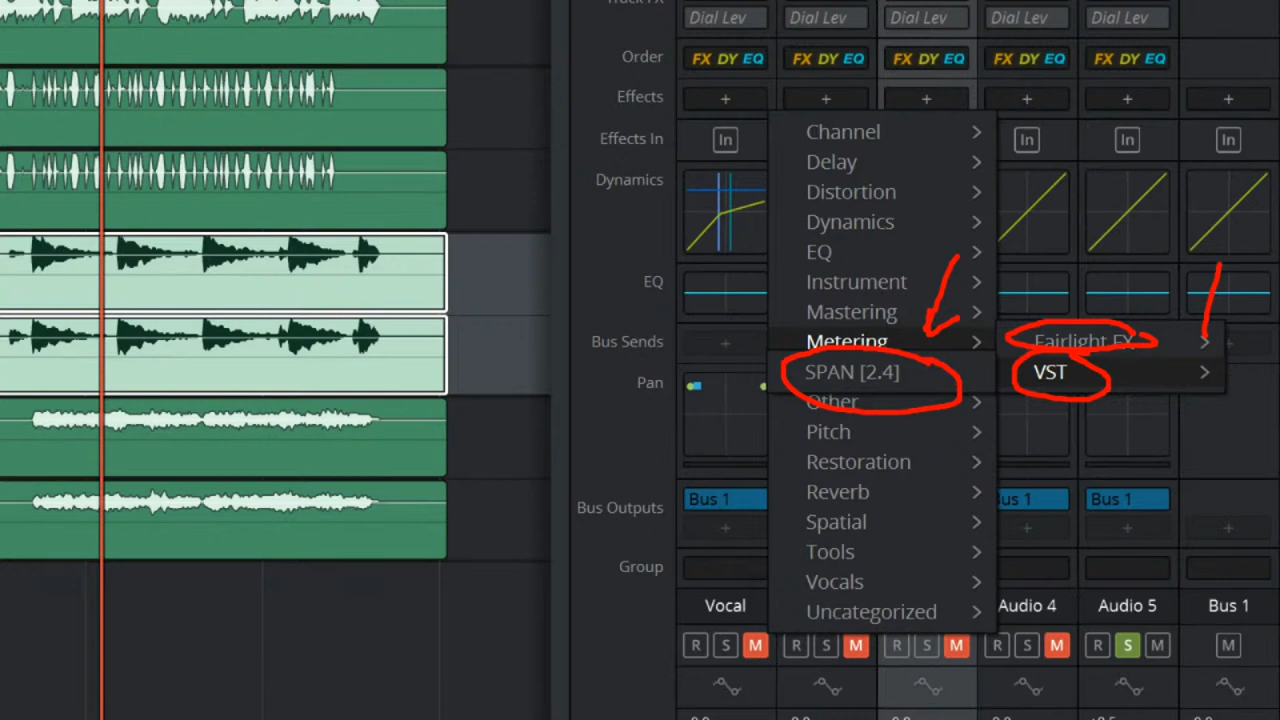 Dial Lev Dial Lev Dial Lev Dial Lev Dial Lev
Order FX DY EQ FX DY EQ FX DY EQ FX DY EQ FX DY EQ
Effects + + + + + +
Effects In In In In In
Dynamics
EQ
Bus Sends + +
Pan
Bus Outputs Bus 1 us 1 Bus 1
+ + + +
Group
Channel >
Delay >
Distortion >
Dynamics >
EQ >
Instrument >
Mastering >
Metering >
SPAN [2.4]
Other >
Pitch >
Restoration >
Reverb >
Spatial >
Tools >
Vocals >
Uncategorized >
Fairlight FX >
VST >
Vocal Audio 4 Audio 5 Bus 1
R S M R S M R S M R S M R S M M